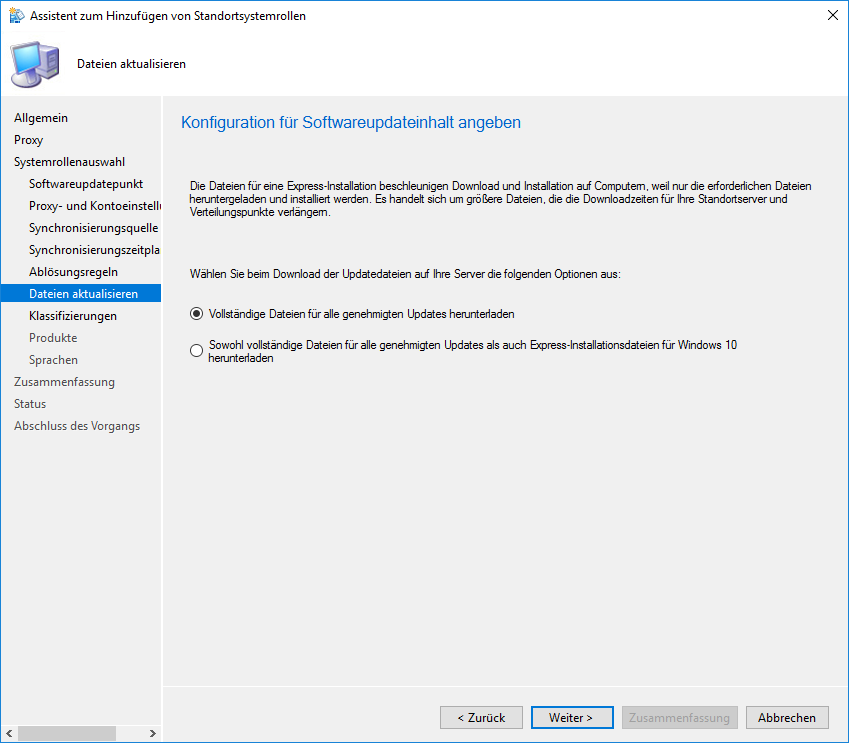 Assistent zum Hinzufügen von Standortsystemrollen
Dateien aktualisieren
Allgemein
Proxy
Systemrollenauswahl
Softwareupdatepunkt
Proxy- und Kontoeinstellu
Synchronisierungsquelle
Synchronisierungszeitpla
Ablösungsregeln
Dateien aktualisieren
Klassifizierungen
Produkte
Sprachen
Zusammenfassung
Status
Abschluss des Vorgangs
Konfiguration für Softwareupdateinhalt angeben
Die Dateien für eine Express-Installation beschleunigen Download und Installation auf Computern, weil nur die erforderlichen Dateien
heruntergeladen und installiert werden. Es handelt sich um größere Dateien, die die Downloadzeiten für Ihre Standortserver und
Verteilungspunkte verlängern.
Wählen Sie beim Download der Updatedateien auf Ihre Server die folgenden Optionen aus:
Vollständige Dateien für alle genehmigten Updates herunterladen
Sowohl vollständige Dateien für alle genehmigten Updates als auch Express-Installationsdateien für Windows 10
herunterladen
< Zurück
Weiter >
Zusammenfassung
Abbrechen